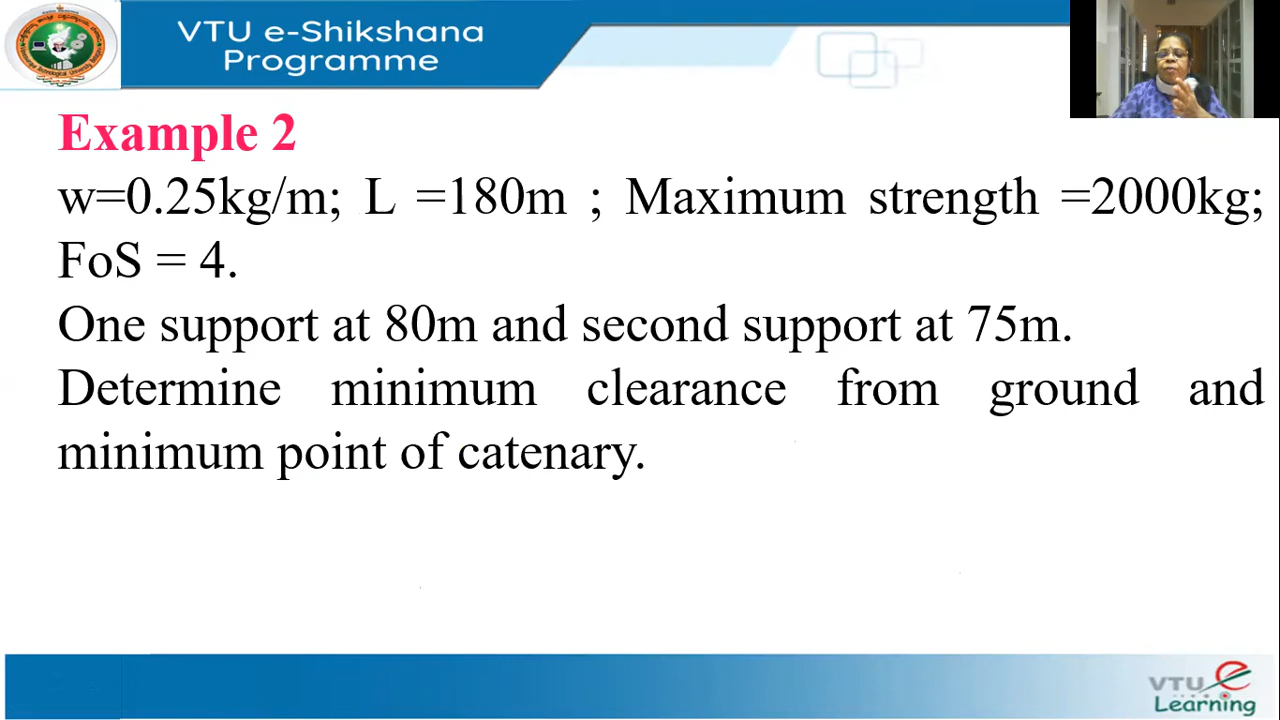 VTU e-Shikshana
Programme
Example 2
w=0.25kg/m; L =180m ; Maximum strength =2000kg;
FoS = 4.
One support at 80m and second support at 75m.
Determine minimum clearance from ground and
minimum point of catenary.
VTU e
Learning